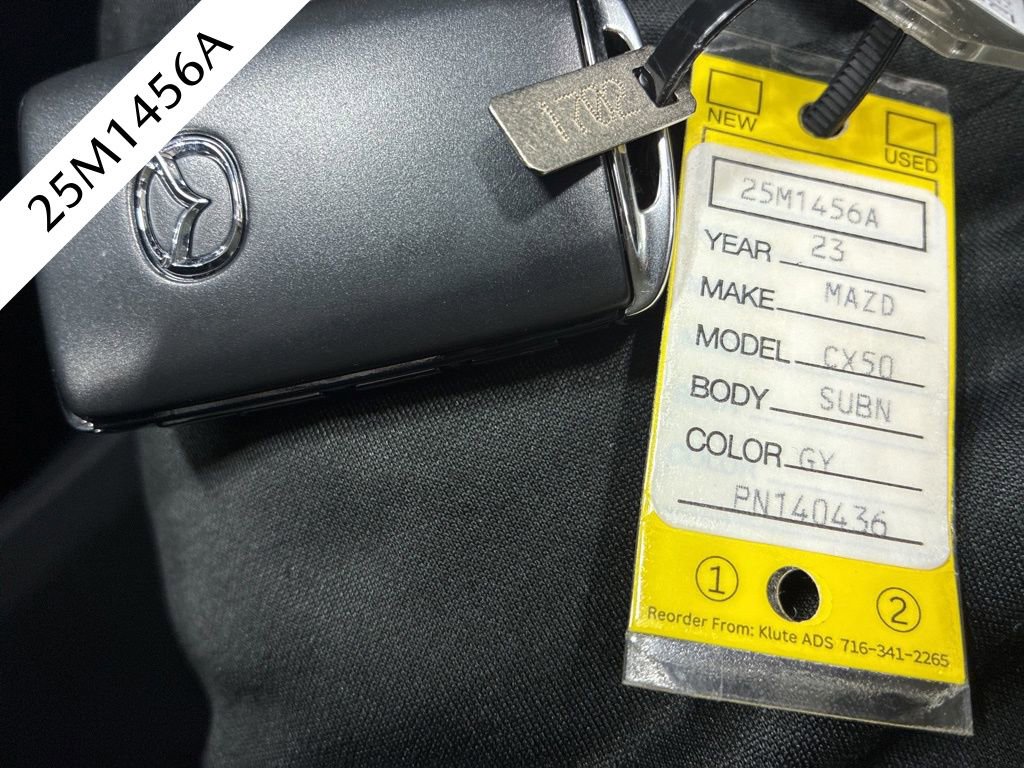 25M1456A
1702
NEW
USED
25M1456A
YEAR 23
MAKE MAZD
MODEL CX50
BODY SUBN
COLOR GY
PN140436
1 2
Reorder From: Klute ADS 716-341-2265